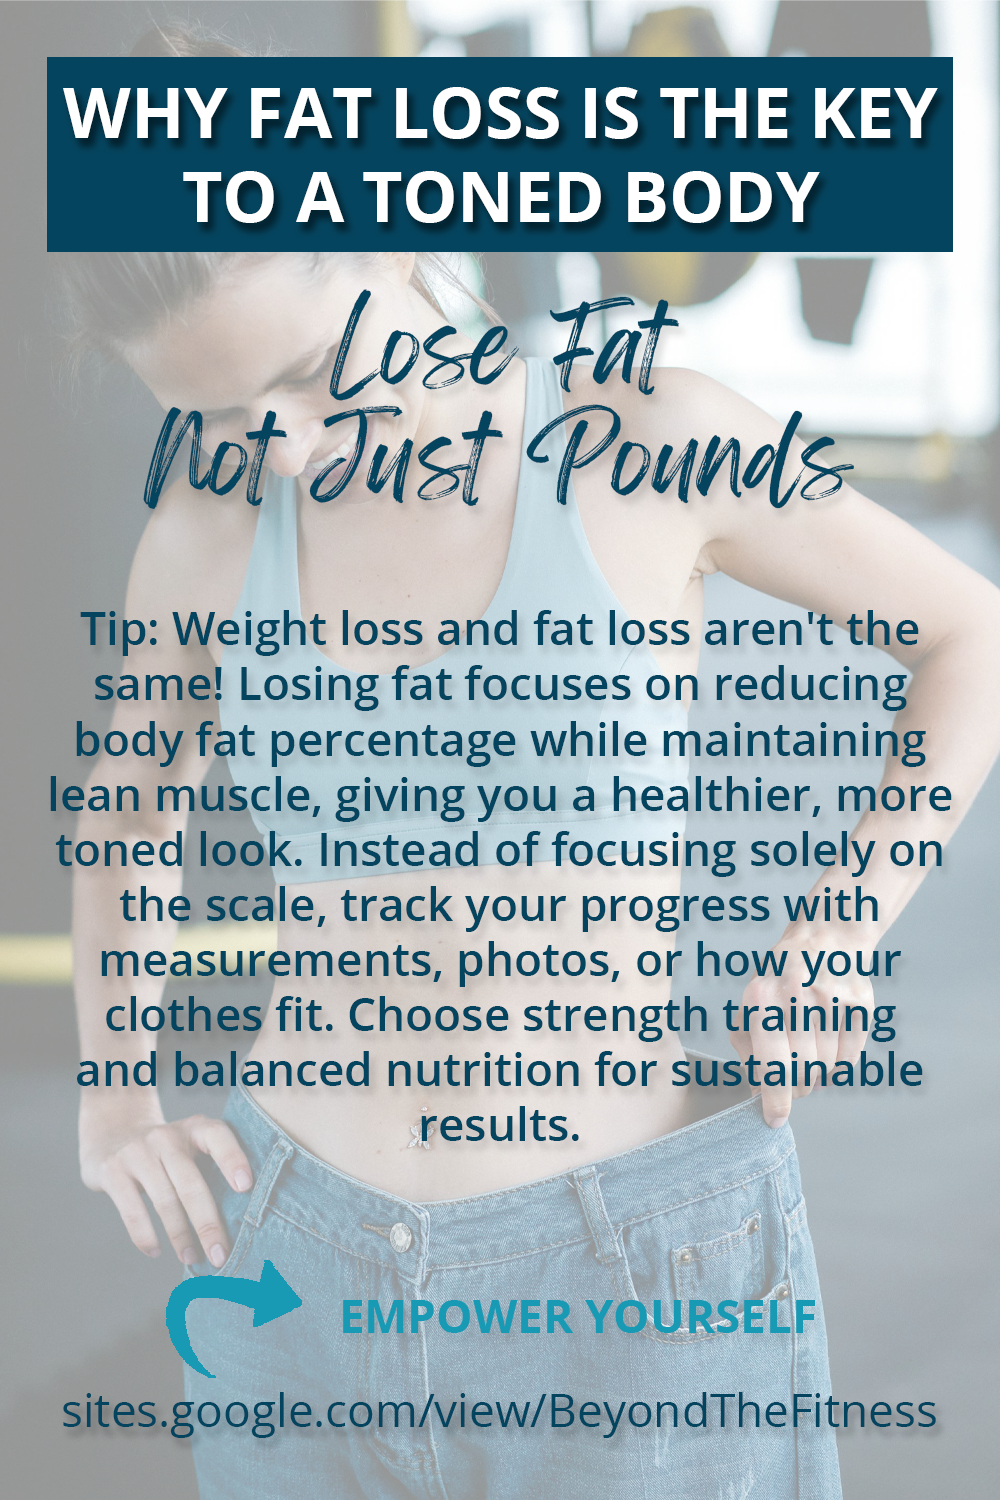 WHY FAT LOSS IS THE KEY
TO A TONED BODY
Lose Fat
Not Just Pounds
Tip: Weight loss and fat loss aren't the
same! Losing fat focuses on reducing
body fat percentage while maintaining
lean muscle, giving you a healthier, more
toned look. Instead of focusing solely on
the scale, track your progress with
measurements, photos, or how your
clothes fit. Choose strength training
and balanced nutrition for sustainable
results.
EMPOWER YOURSELF
sites.google.com/view/BeyondTheFitness